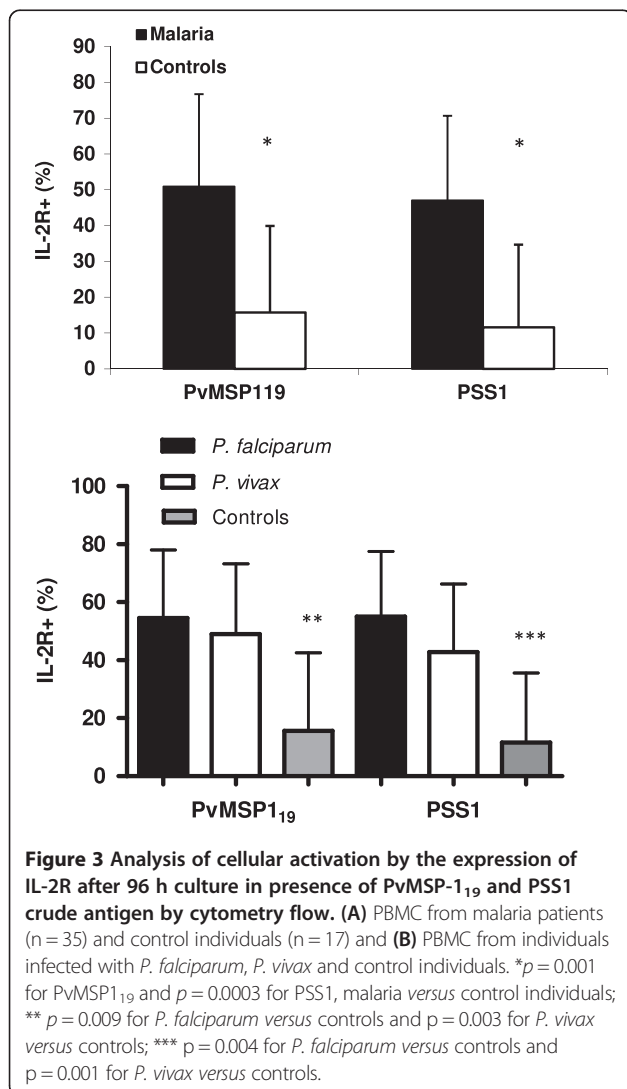 Malaria
Controls
90
80
70
60
50
40
30
20
10
0
IL-2R+ (%)
*
*
PvMSP119
PSS1
P. falciparum
P. vivax
Controls
100
80
60
40
20
0
IL-2R+ (%)
**
***
PvMSP1₁₉
PSS1
Figure 3 Analysis of cellular activation by the expression of
IL-2R after 96 h culture in presence of PvMSP-1₁₉ and PSS1
crude antigen by cytometry flow. (A) PBMC from malaria patients
(n = 35) and control individuals (n = 17) and (B) PBMC from individuals
infected with P. falciparum, P. vivax and control individuals. *p = 0.001
for PvMSP1₁₉ and p = 0.0003 for PSS1, malaria versus control individuals;
** p = 0.009 for P. falciparum versus controls and p = 0.003 for P. vivax
versus controls; *** p = 0.004 for P. falciparum versus controls and
p = 0.001 for P. vivax versus controls.